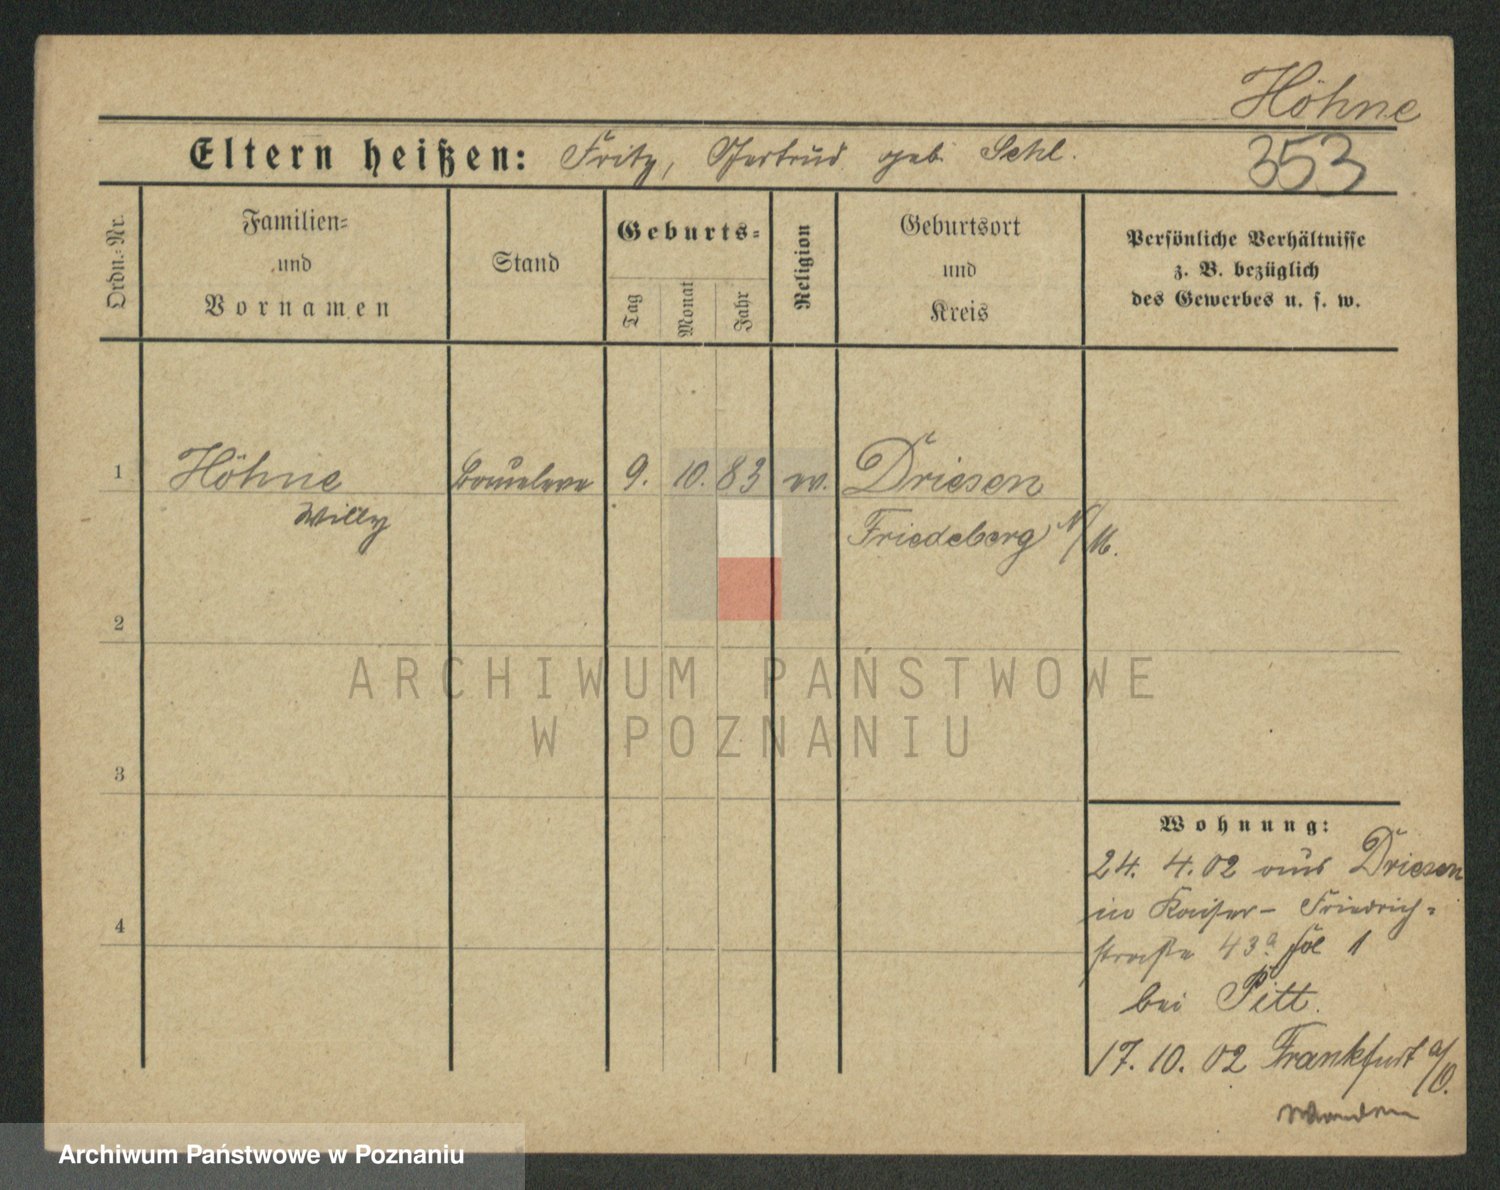 Höhne
353
Eltern heißen: Fritz, Gertrud geb. Schl.
Ordn.-Nr.
Familien-
und
Vornamen
Stand
Geburts-
Tag
Monat
Jahr
Religion
Geburtsort
und
Kreis
Persönliche Verhältnisse
z. B. bezüglich
des Gewerbes u. s. w.
1 Höhne Baueleve 9. 10. 83 ev. Driesen
Willy Friedeberg N/M.
2
3
4
Wohnung:
24. 4. 02 aus Driesen
in Kaiser- Friedrich-
straße 43a 1
bei Pitt.
17. 10. 02 Frankfurt a/O.
ARCHIWUM PAŃSTWOWE
W POZNANIU
Archiwum Państwowe w Poznaniu